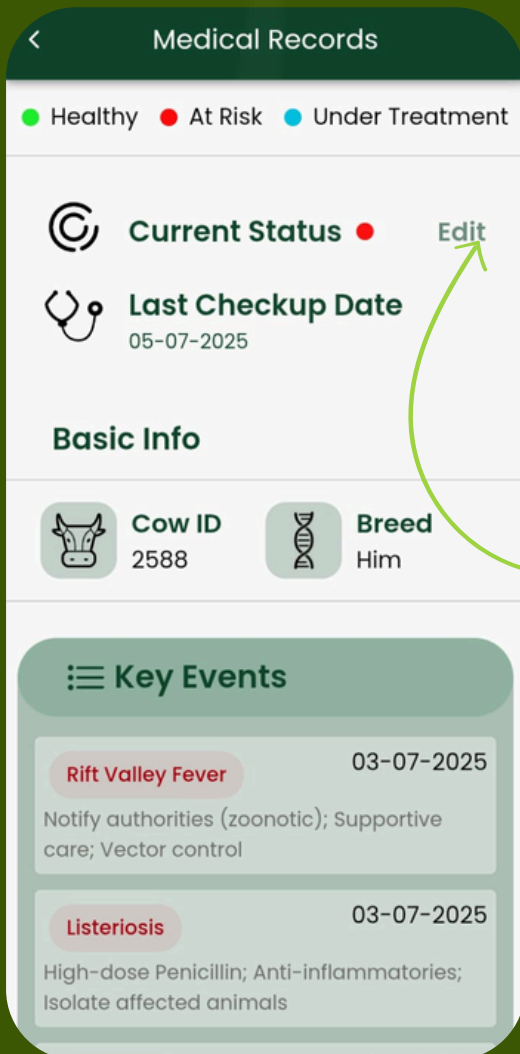 Medical Records
Healthy At Risk Under Treatment
Current Status Edit
Last Checkup Date
05-07-2025
Basic Info
Cow ID Breed
2588 Him
Key Events
Rift Valley Fever 03-07-2025
Notify authorities (zoonotic); Supportive
care; Vector control
Listeriosis 03-07-2025
High-dose Penicillin; Anti-inflammatories;
Isolate affected animals